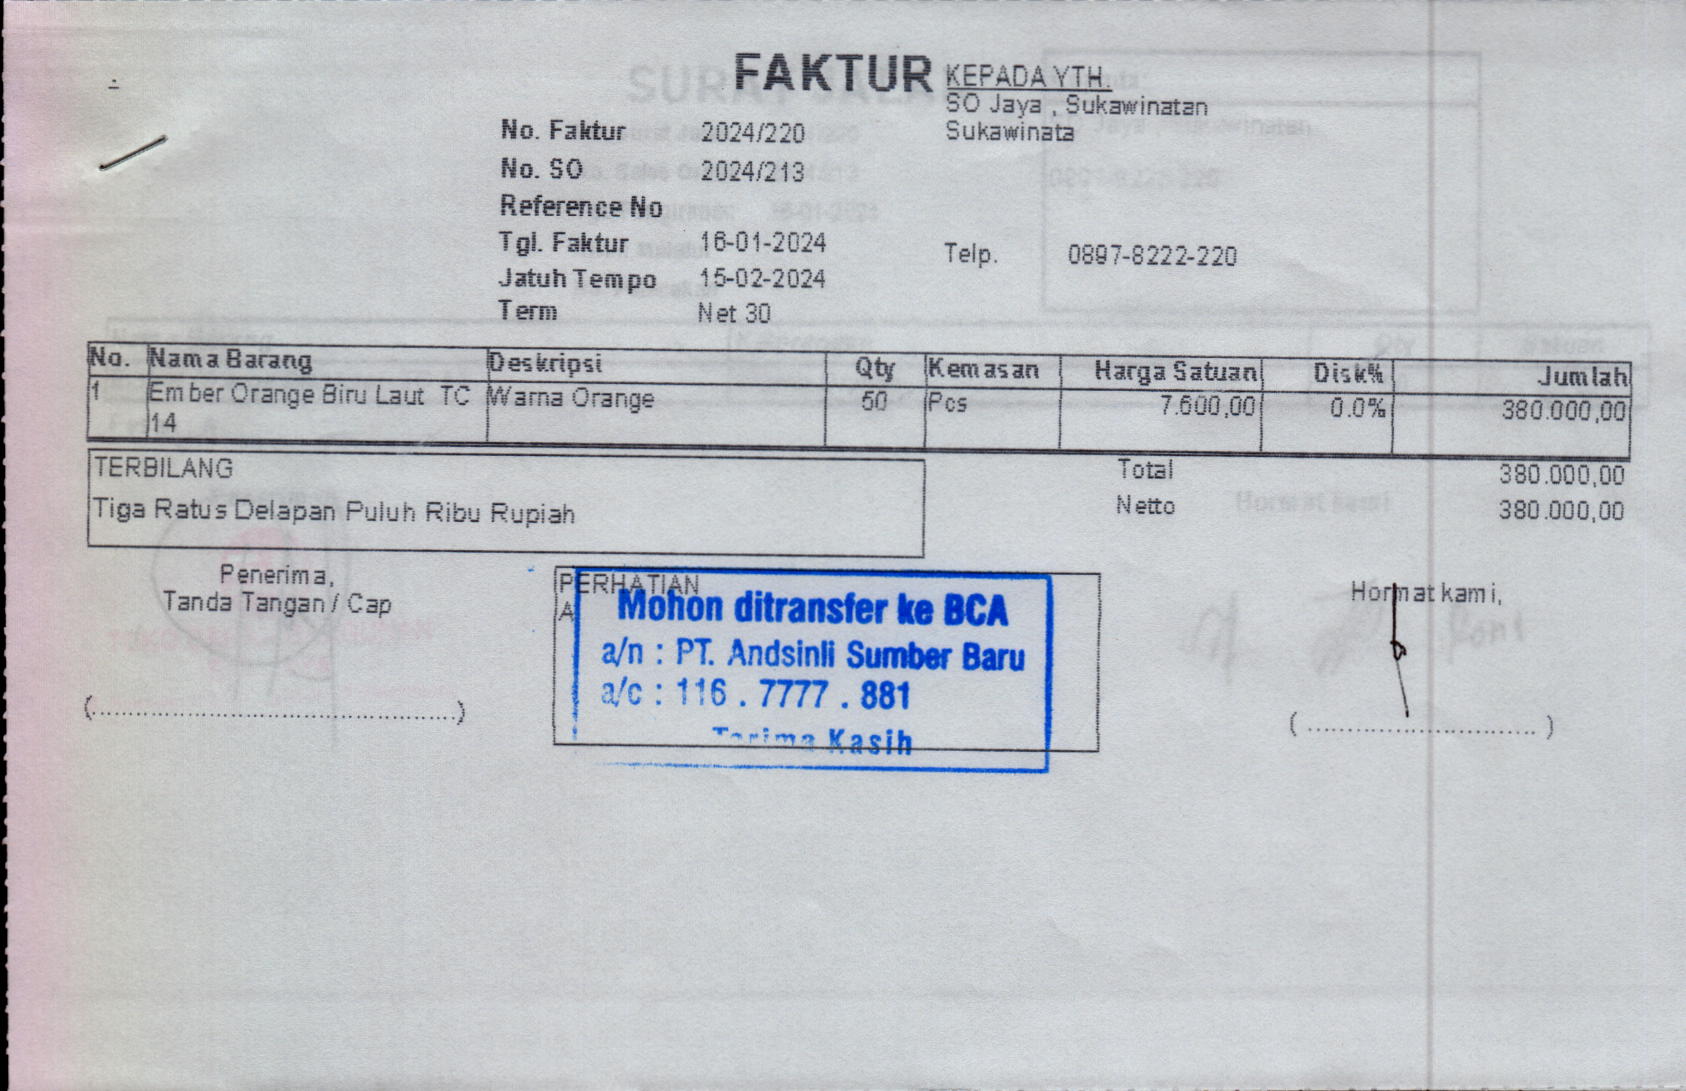 FAKTUR
KEPADA YTH.
SO Jaya , Sukawinatan
Sukawinata
No. Faktur 2024/220
No. SO 2024/213
Reference No
Tgl. Faktur 16-01-2024
Telp. 0897-8222-220
Jatuh Tempo 15-02-2024
Term Net 30
No. Nama Barang Deskripsi Qty Kemasan Harga Satuan Disk% Jumlah
1 Ember Orange Biru Laut TC Warna Orange 50 Pcs 7.600,00 0.0% 380.000,00
14
TERBILANG
Tiga Ratus Delapan Puluh Ribu Rupiah
Total 380.000,00
Netto 380.000,00
Penerima,
Tanda Tangan / Cap
(..............................................)
PERHATIAN
A
Mohon ditransfer ke BCA
a/n : PT. Andsinli Sumber Baru
a/c : 116 . 7777 . 881
Terima Kasih
Hormat kami,
( ............................. )